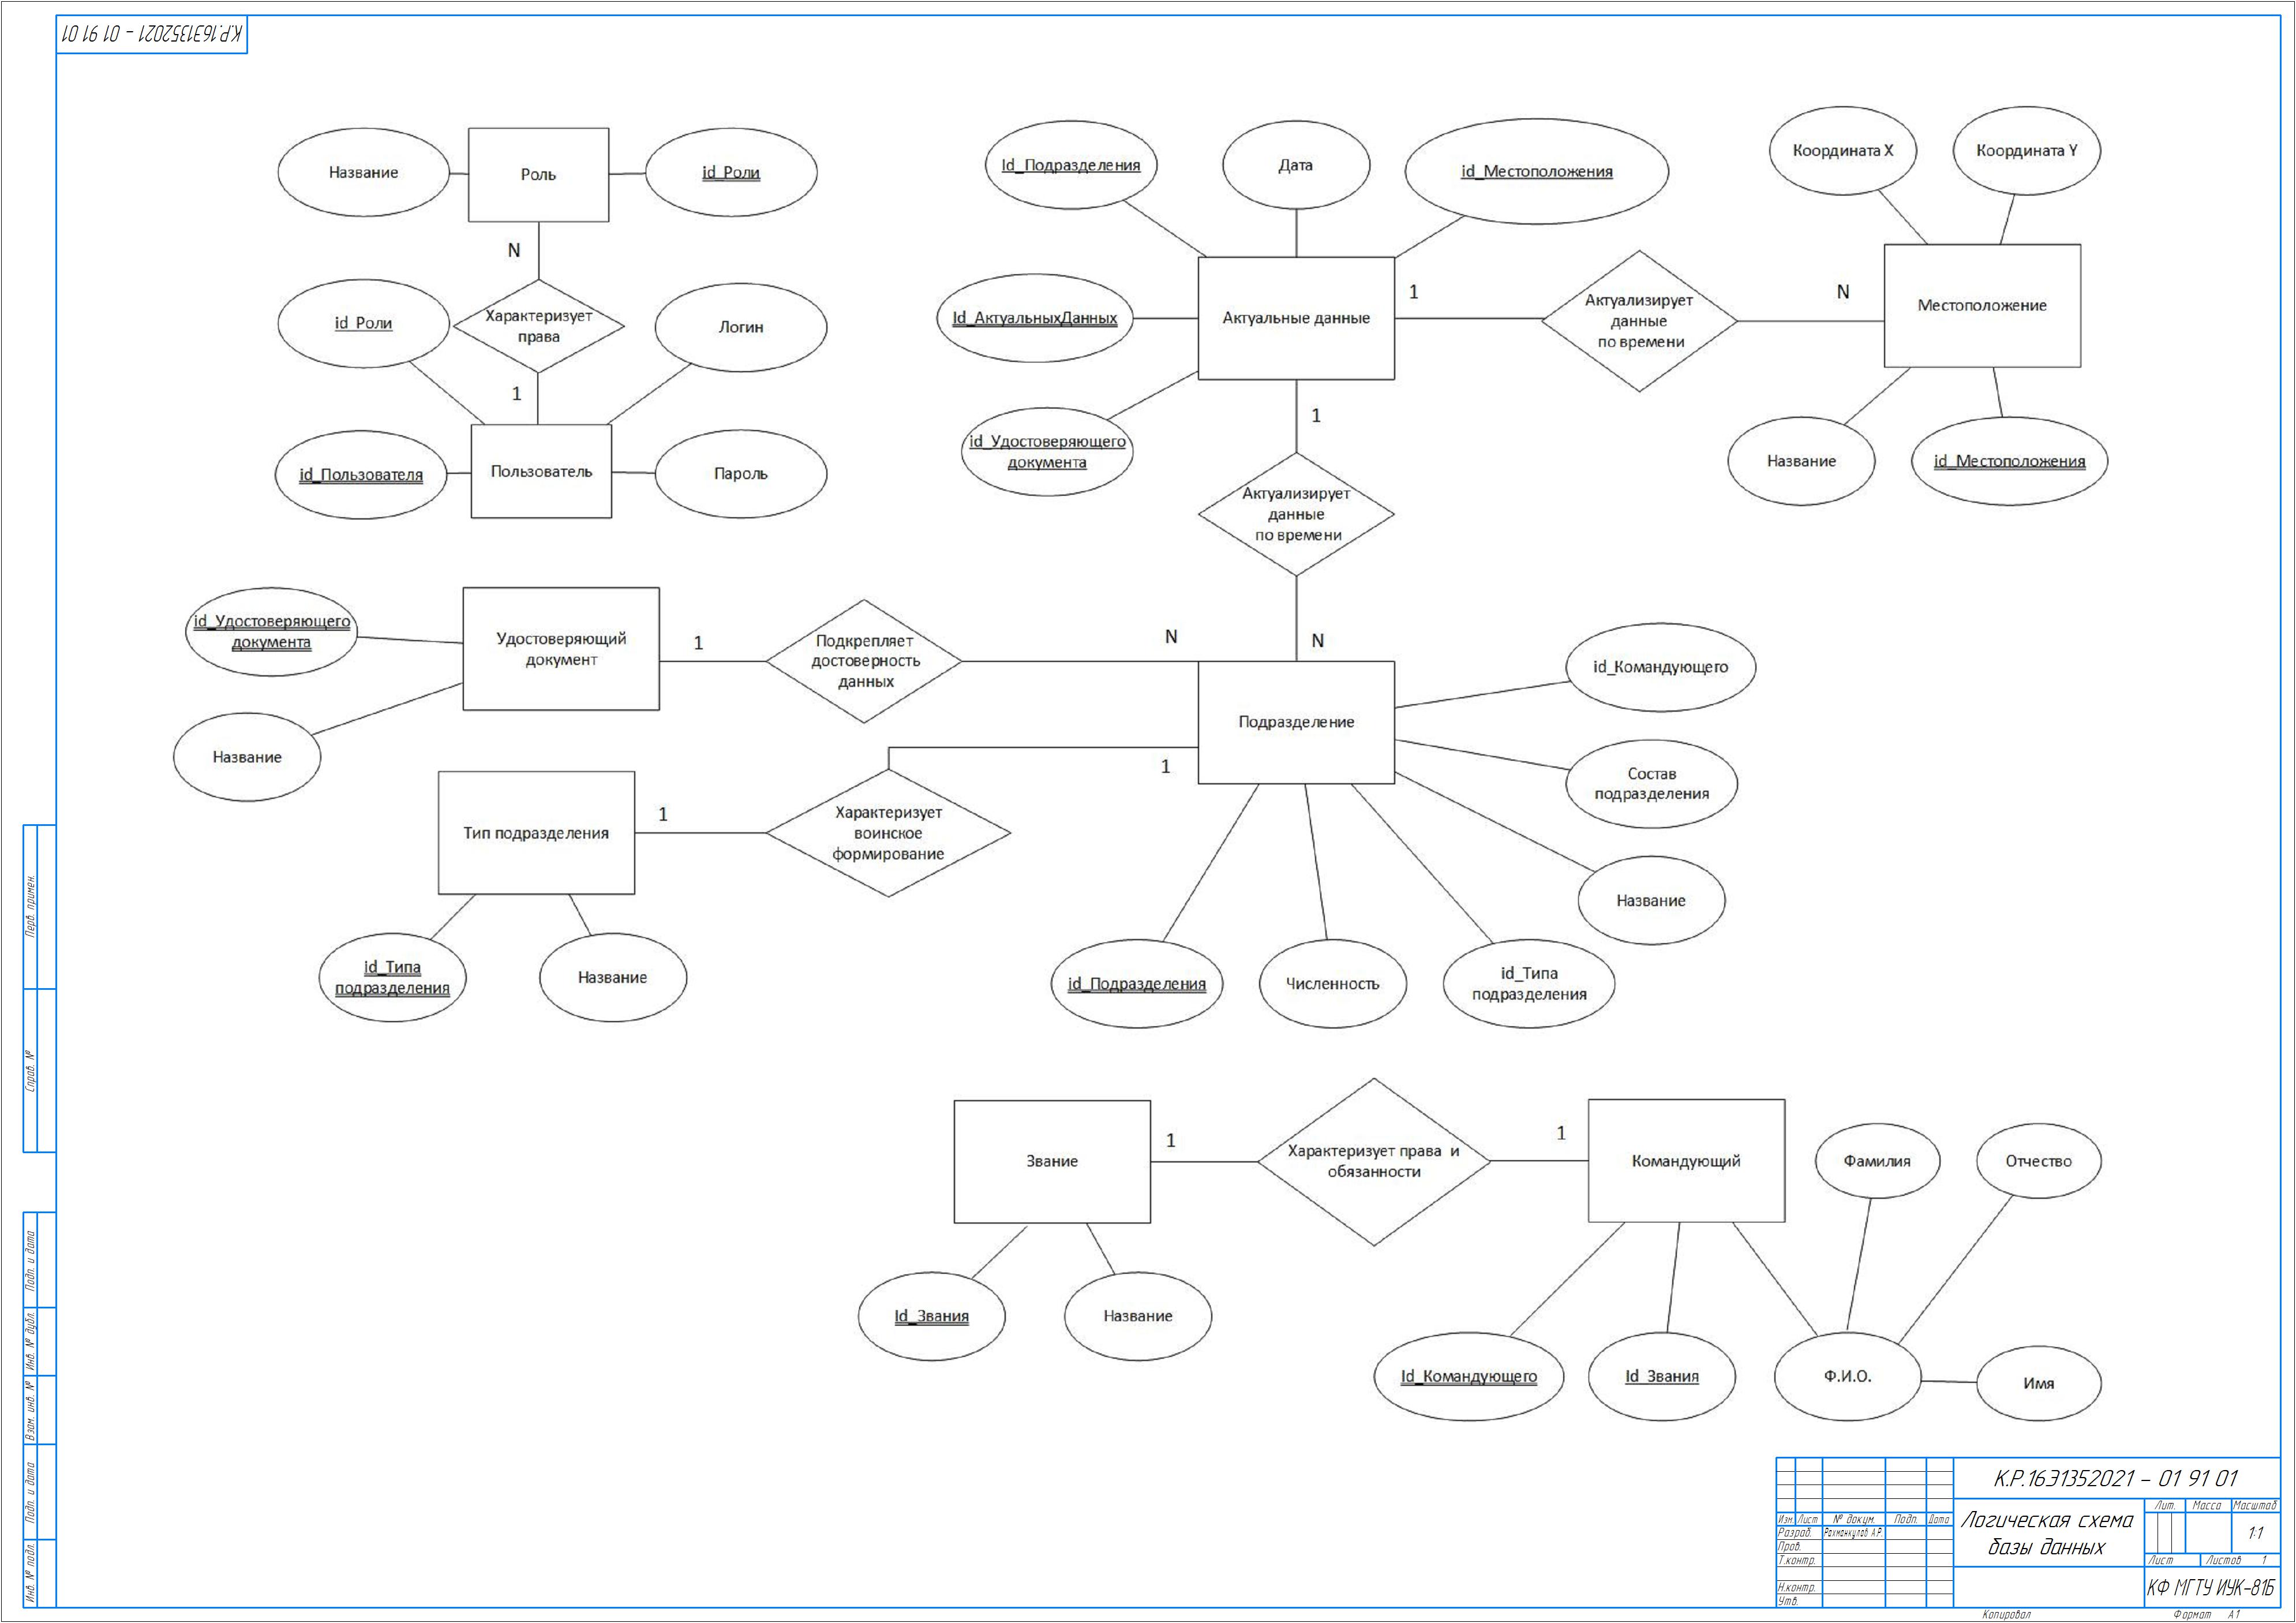 К.Р.16Э1352021 - 01 91 01
Название
Роль
id_Роли
N
id_Роли
Характеризует
права
Логин
1
id_Пользователя
Пользователь
Пароль
Id_Подразделения
Дата
id_Местоположения
Координата X
Координата Y
Id_АктуальныхДанных
Актуальные данные
1
Актуализирует
данные
по времени
N
Местоположение
id_Удостоверяющего
документа
1
Название
id_Местоположения
Актуализирует
данные
по времени
N
id_Удостоверяющего
документа
Удостоверяющий
документ
1
Подкрепляет
достоверность
данных
N
Название
Подразделение
id_Командующего
Состав
подразделения
Название
Тип подразделения
1
Характеризует
воинское
формирование
1
id_Типа
подразделения
Название
id_Подразделения
Численность
id_Типа
подразделения
Звание
1
Характеризует права и
обязанности
1
Командующий
Фамилия
Отчество
Id_Звания
Название
Id_Командующего
Id_Звания
Ф.И.О.
Имя
Перв. примен.
Справ. №
Подп. и дата
Инв. № дубл.
Взам. инв. №
Подп. и дата
Инв. № подл.
К.Р.16Э1352021 - 01 91 01
Логическая схема
базы данных
Лит. Масса Масштаб
1:1
Изм. Лист № докум. Подп. Дата
Разраб. Рахманкулов А.Р.
Пров.
Т.контр.
Н.контр.
Утв.
Лист Листов 1
КФ МГТУ ИУК-81Б
Копировал Формат А1